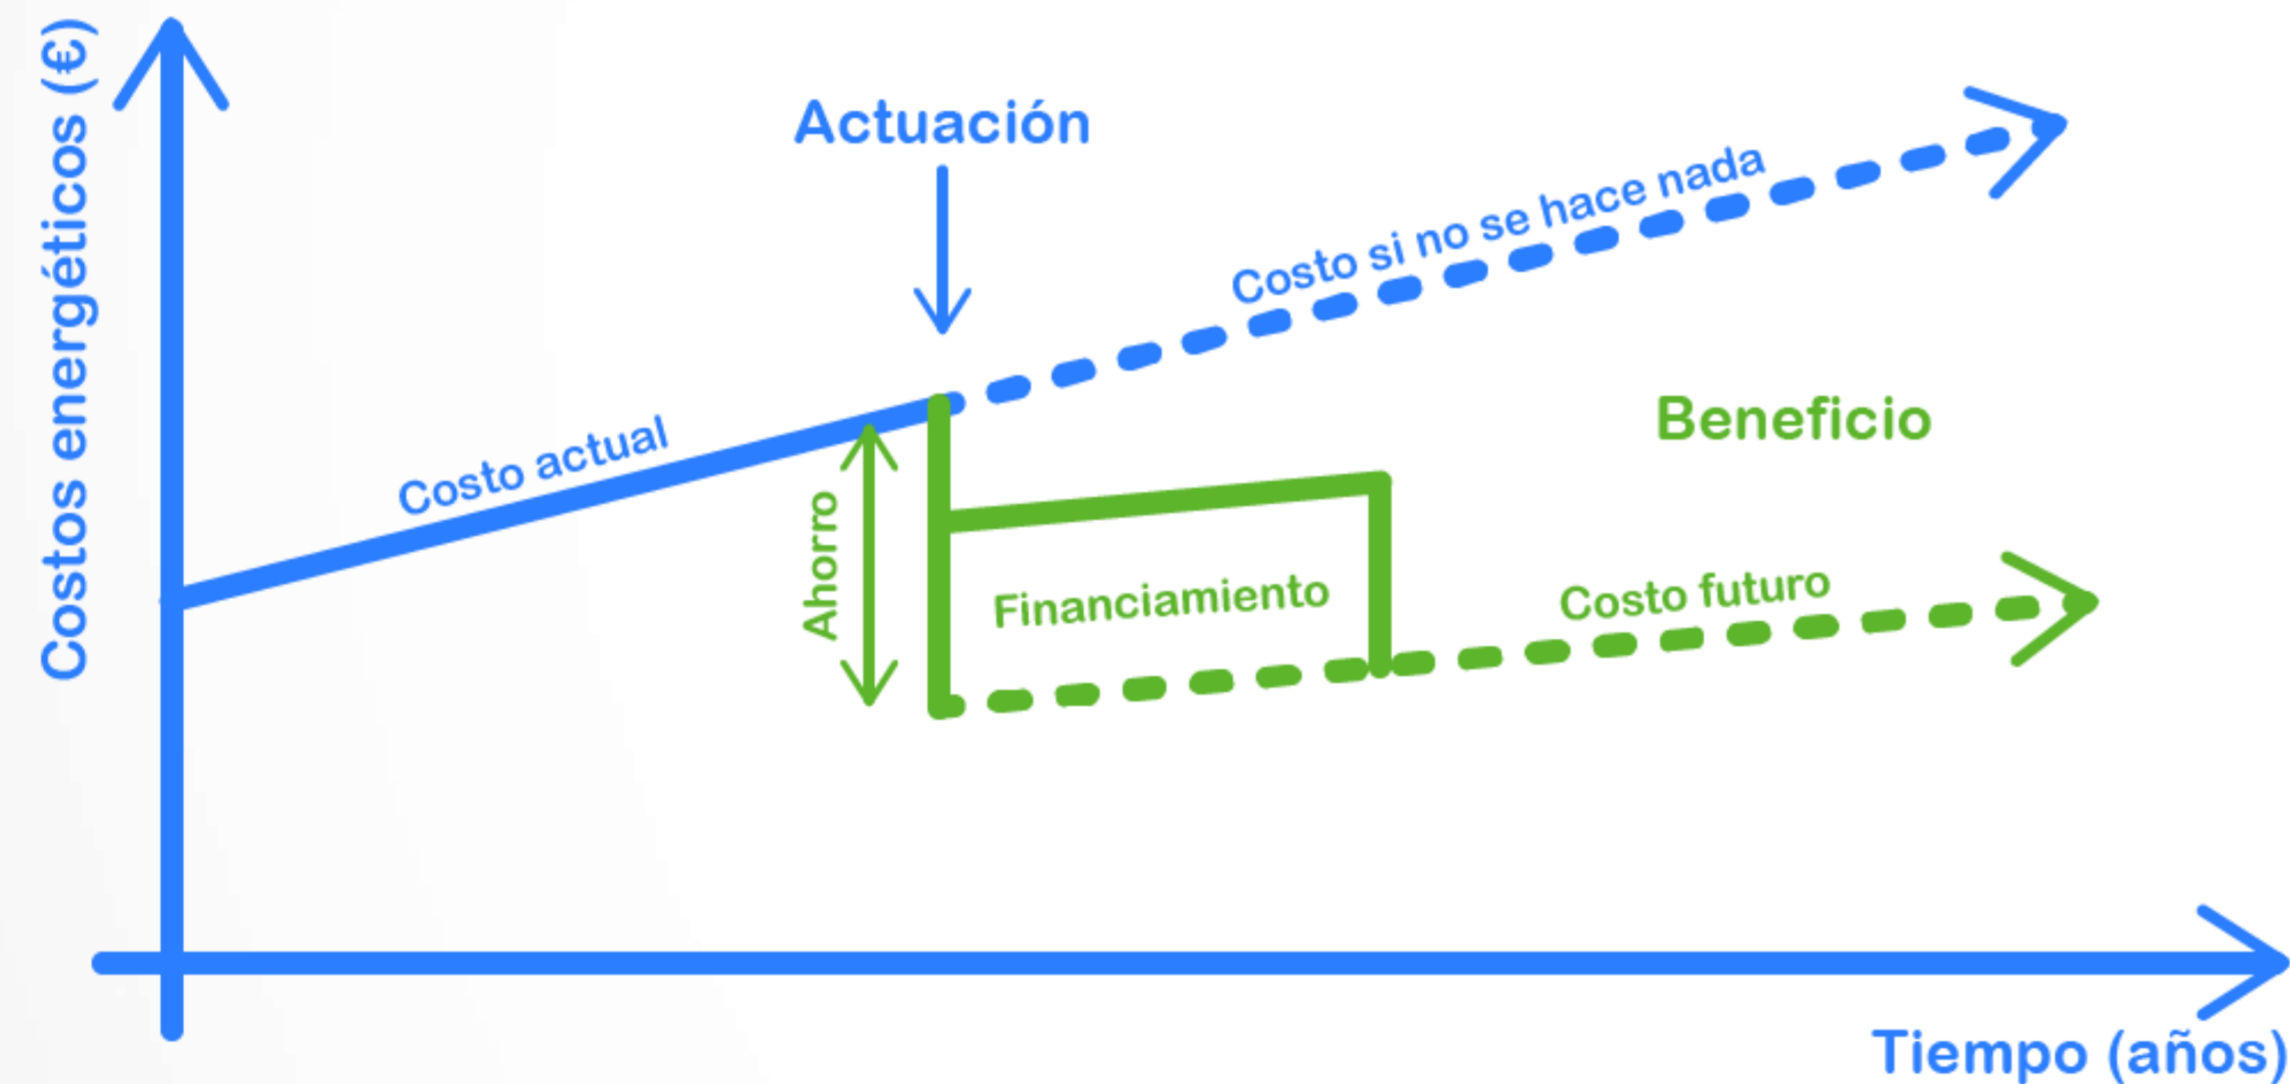 Costos energéticos (€)
Actuación
Costo si no se hace nada
Costo actual
Beneficio
Ahorro
Financiamiento
Costo futuro
Tiempo (años)